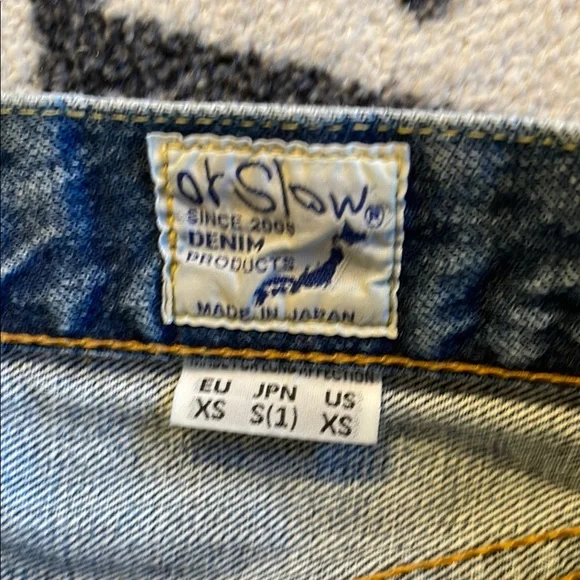 orSlow®
SINCE 2005
DENIM
PRODUCTS
MADE IN JAPAN
EU JPN US
XS S(1) XS